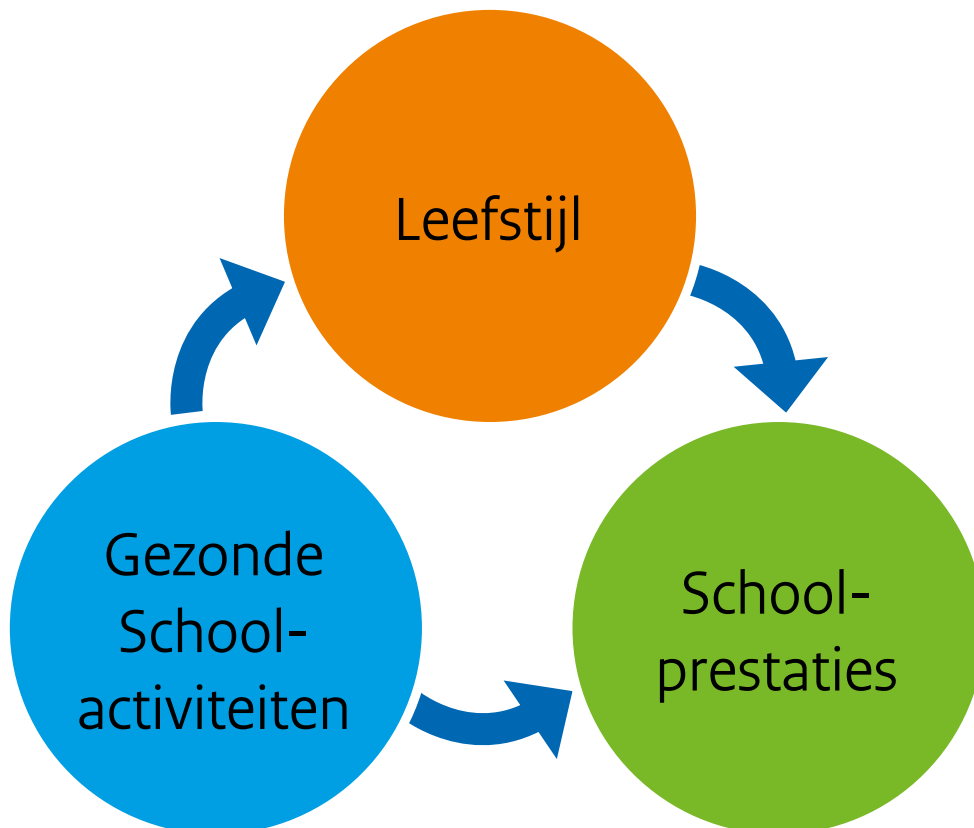 Leefstijl
Gezonde
School-
activiteiten
School-
prestaties